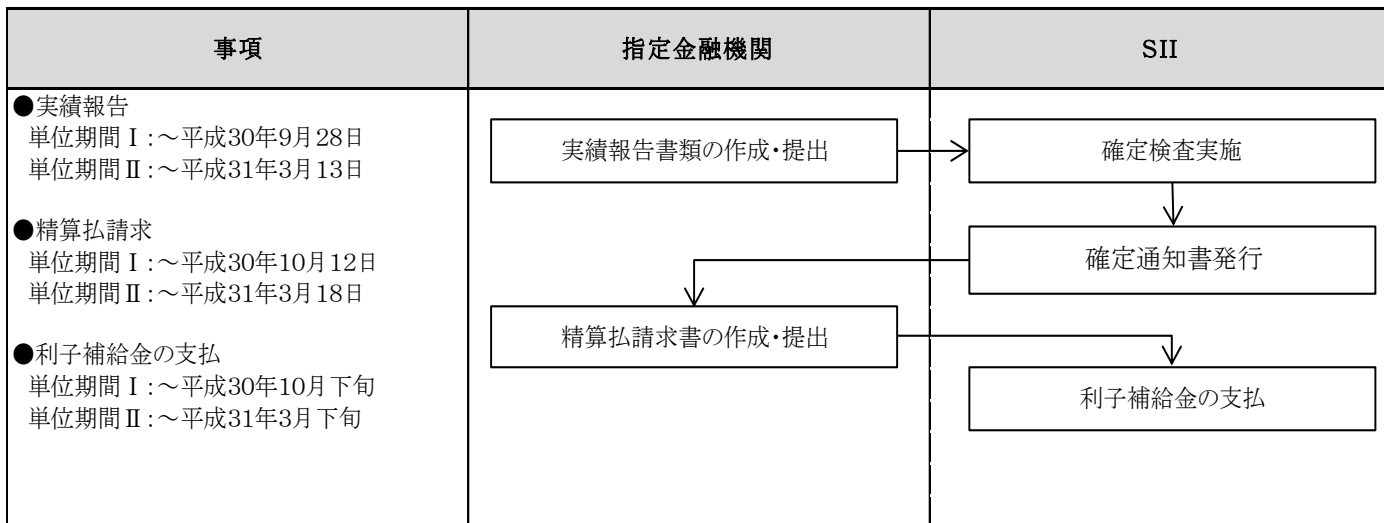 事項
指定金融機関
SII
●実績報告
単位期間Ⅰ:~平成30年9月28日
単位期間Ⅱ:~平成31年3月13日
●精算払請求
単位期間Ⅰ:~平成30年10月12日
単位期間Ⅱ:~平成31年3月18日
●利子補給金の支払
単位期間Ⅰ:~平成30年10月下旬
単位期間Ⅱ:~平成31年3月下旬
実績報告書類の作成・提出
確定検査実施
確定通知書発行
精算払請求書の作成・提出
利子補給金の支払